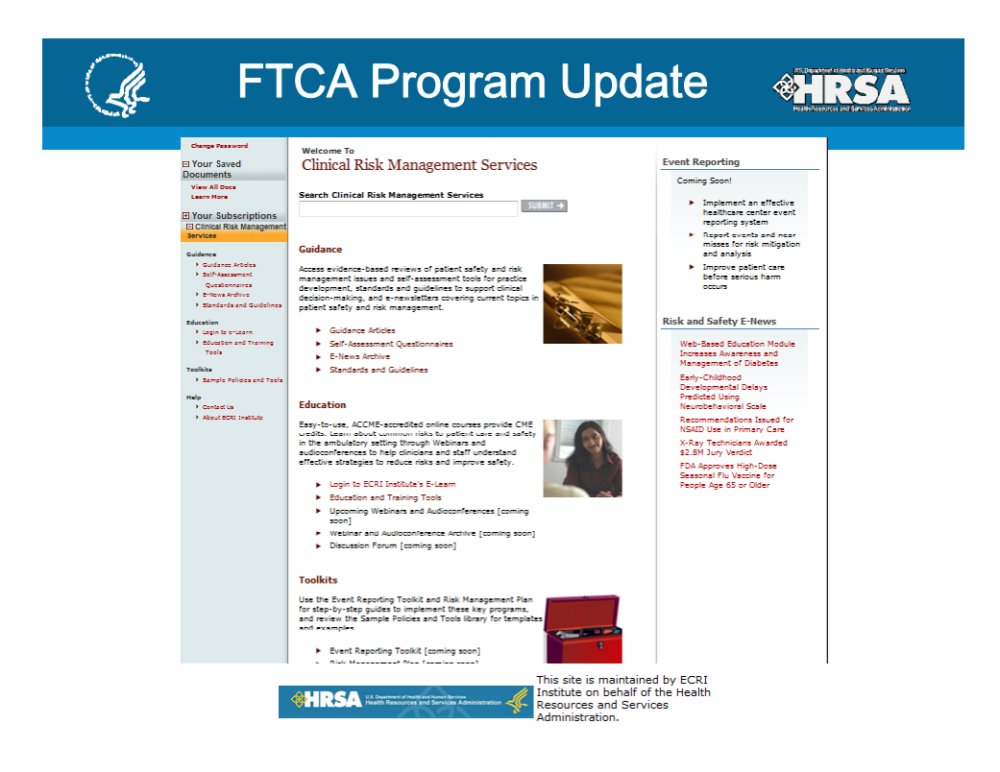 FTCA Program Update
U.S. Department of Health and Human Services
HRSA
Health Resources and Services Administration
Change Password
Your Saved
Documents
View All Docs
Learn More
Your Subscriptions
Clinical Risk Management
Services
Guidance
Guidance Articles
Self-Assessment
Questionnaires
E-News Archive
Standards and Guidelines
Education
Login to e-Learn
Education and Training
Tools
Toolkits
Sample Policies and Tools
Help
Contact Us
About ECRI Institute
Welcome To
Clinical Risk Management Services
Search Clinical Risk Management Services
SUBMIT
Guidance
Access evidence-based reviews of patient safety and risk
management issues and self-assessment tools for practice
development, standards and guidelines to support clinical
decision-making, and e-newsletters covering current topics in
patient safety and risk management.
Guidance Articles
Self-Assessment Questionnaires
E-News Archive
Standards and Guidelines
Education
Easy-to-use, ACCME-accredited online courses provide CME
credits. Learn about common risks to patient care and safety
in the ambulatory setting through Webinars and
audioconferences to help clinicians and staff understand
effective strategies to reduce risks and improve safety.
Login to ECRI Institute's E-Learn
Education and Training Tools
Upcoming Webinars and Audioconferences [coming
soon]
Webinar and Audioconference Archive [coming soon]
Discussion Forum [coming soon]
Toolkits
Use the Event Reporting Toolkit and Risk Management Plan
for step-by-step guides to implement these key programs,
and review the Sample Policies and Tools library for templates
and examples.
Event Reporting Toolkit [coming soon]
Risk Management Plan [coming soon]
Event Reporting
Coming Soon!
Implement an effective
healthcare center event
reporting system
Report events and near
misses for risk mitigation
and analysis
Improve patient care
before serious harm
occurs
Risk and Safety E-News
Web-Based Education Module
Increases Awareness and
Management of Diabetes
Early-Childhood
Developmental Delays
Predicted Using
Neurobehavioral Scale
Recommendations Issued for
NSAID Use in Primary Care
X-Ray Technicians Awarded
$2.8M Jury Verdict
FDA Approves High-Dose
Seasonal Flu Vaccine for
People Age 65 or Older
HRSA
U.S. Department of Health and Human Services
Health Resources and Services Administration
This site is maintained by ECRI
Institute on behalf of the Health
Resources and Services
Administration.